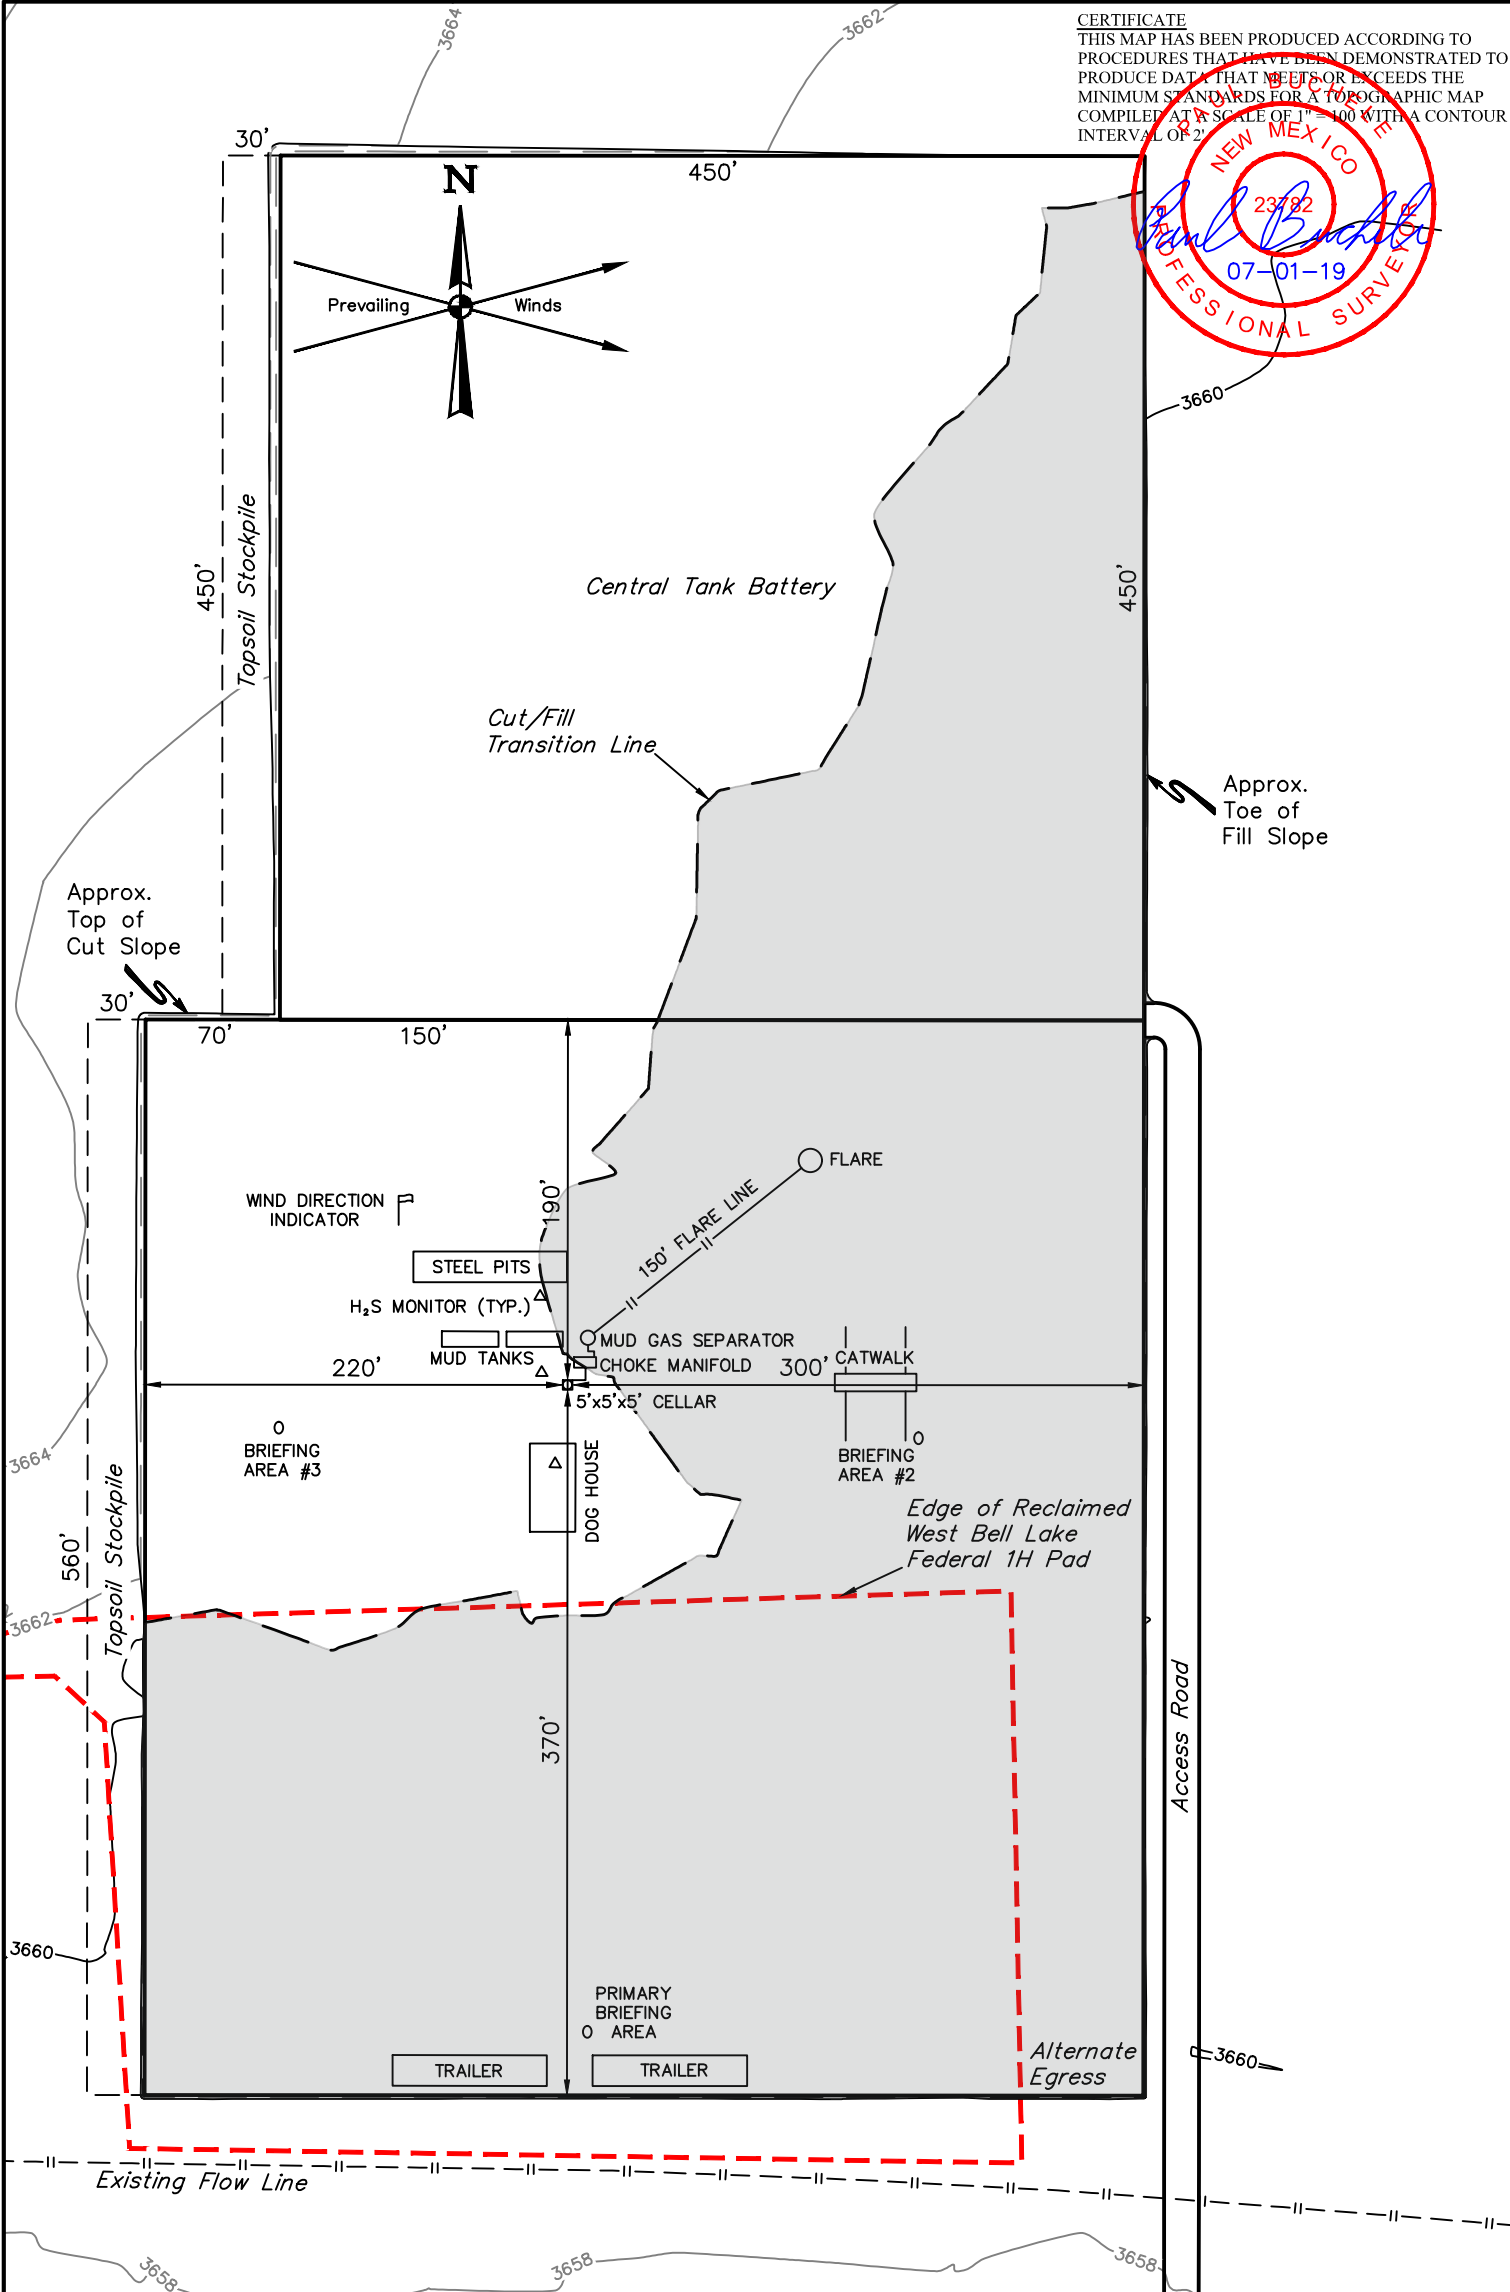 CERTIFICATE
THIS MAP HAS BEEN PRODUCED ACCORDING TO
PROCEDURES THAT HAVE BEEN DEMONSTRATED TO
PRODUCE DATA THAT MEETS OR EXCEEDS THE
MINIMUM STANDARDS FOR A TOPOGRAPHIC MAP
COMPILED AT A SCALE OF 1" = 100 WITH A CONTOUR
INTERVAL OF 2'
PAUL BUCHELE
NEW MEXICO
23782
Paul Buchele
07-01-19
PROFESSIONAL SURVEYOR
3664
3662
30'
450'
N
Prevailing
Winds
3660
450'
Topsoil Stockpile
Central Tank Battery
450'
Cut/Fill
Transition Line
Approx.
Toe of
Fill Slope
Approx.
Top of
Cut Slope
30'
70'
150'
FLARE
WIND DIRECTION
INDICATOR
190'
150' FLARE LINE
STEEL PITS
H₂S MONITOR (TYP.)
MUD GAS SEPARATOR
MUD TANKS
CHOKE MANIFOLD
CATWALK
220'
300'
5'x5'x5' CELLAR
BRIEFING
AREA #3
BRIEFING
AREA #2
DOG HOUSE
3664
Topsoil Stockpile
560'
Edge of Reclaimed
West Bell Lake
Federal 1H Pad
3662
370'
Access Road
3660
PRIMARY
BRIEFING
AREA
TRAILER
TRAILER
Alternate
Egress
3660
Existing Flow Line
3658
3658
3658